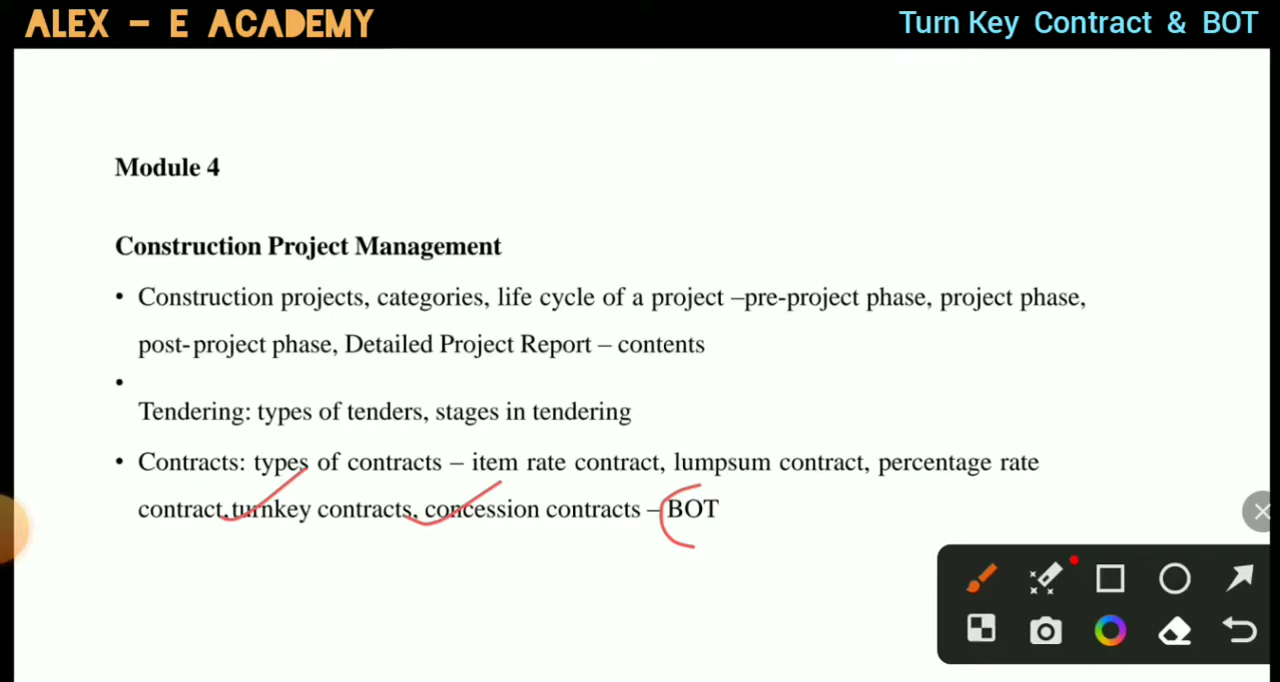 ALEX - E ACADEMY
Turn Key Contract & BOT
Module 4
Construction Project Management
• Construction projects, categories, life cycle of a project –pre-project phase, project phase,
post-project phase, Detailed Project Report – contents
•
Tendering: types of tenders, stages in tendering
• Contracts: types of contracts – item rate contract, lumpsum contract, percentage rate
contract, turnkey contracts, concession contracts – BOT